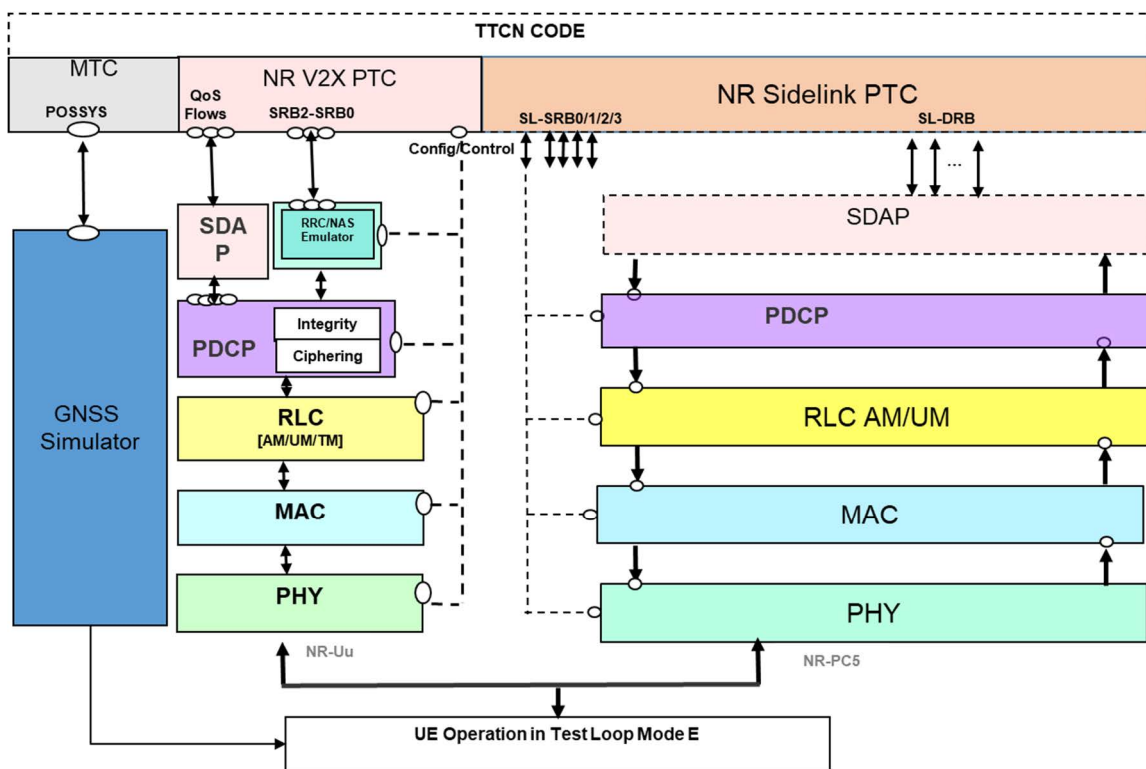 TTCN CODE
MTC
NR V2X PTC
NR Sidelink PTC
POSSYS
QoS
Flows
SRB2-SRB0
Config/Control
SL-SRB0/1/2/3
SL-DRB
...
SDA
P
RRC/NAS
Emulator
SDAP
PDCP
Integrity
Ciphering
PDCP
GNSS
Simulator
RLC
[AM/UM/TM]
RLC AM/UM
MAC
MAC
PHY
PHY
NR-Uu
NR-PC5
UE Operation in Test Loop Mode E